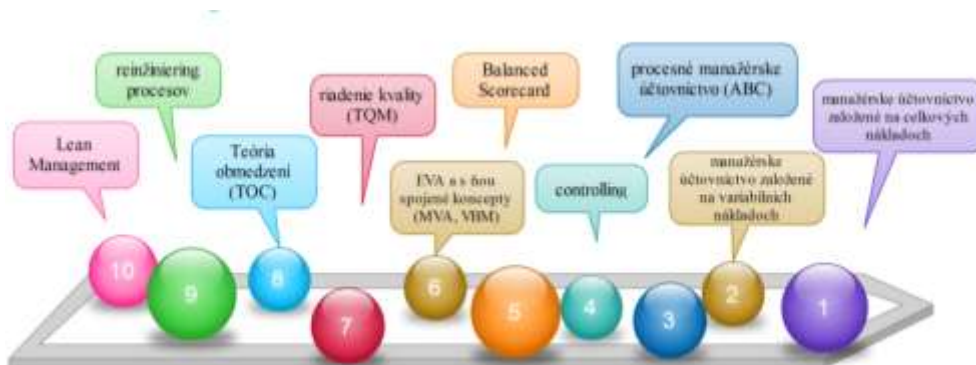 Lean
Management
10
reinžiniering
procesov
9
Teória
obmedzení
(TOC)
8
riadenie kvality
(TQM)
7
EVA a s ňou
spojené koncepty
(MVA, VBM)
6
Balanced
Scorecard
5
controlling
4
procesné manažérske
účtovníctvo (ABC)
3
manažérske
účtovníctvo založené
na variabilních
nákladoch
2
manažérske účtovníctvo
založené na celkových
nákladoch
1